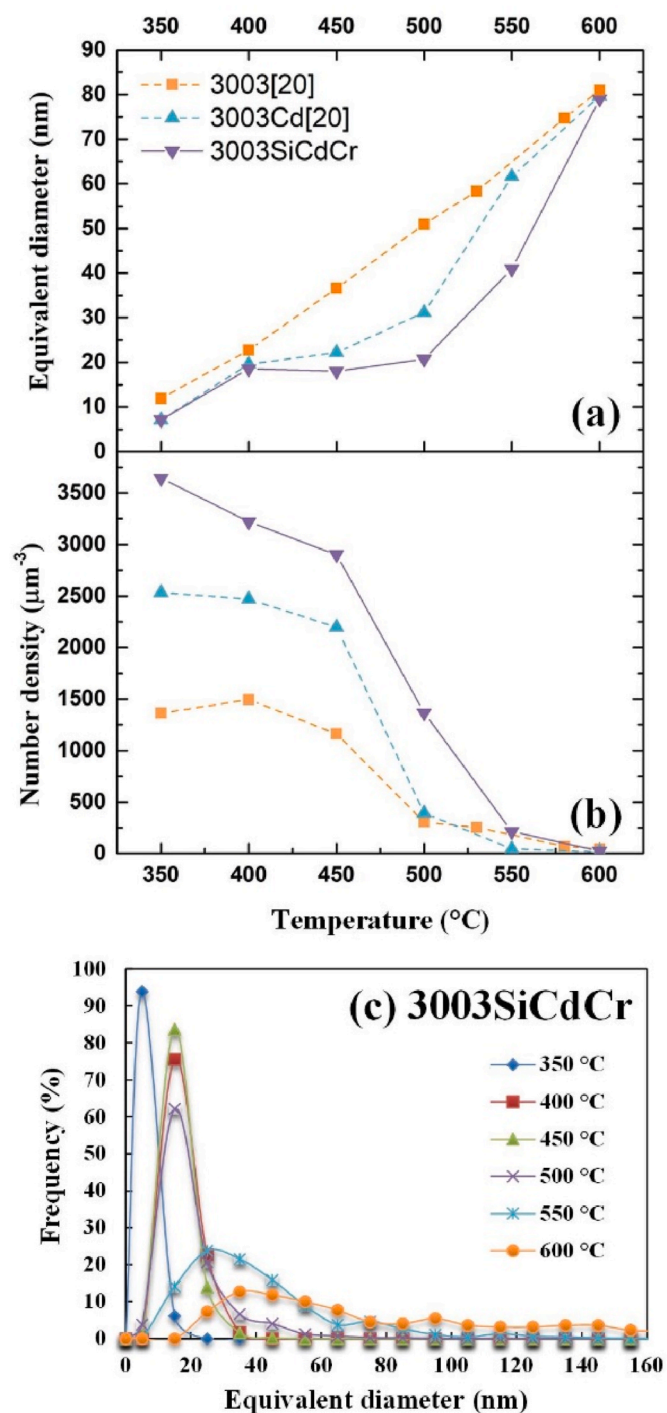 350 400 450 500 550 600
90
80
70
60
50
40
30
20
10
0
Equivalent diameter (nm)
3003[20]
3003Cd[20]
3003SiCdCr
(a)
3500
3000
2500
2000
1500
1000
500
0
Number density (μm-3)
(b)
350 400 450 500 550 600
Temperature (°C)
100
90
80
70
60
50
40
30
20
10
0
Frequency (%)
(c) 3003SiCdCr
350 °C
400 °C
450 °C
500 °C
550 °C
600 °C
0 20 40 60 80 100 120 140 160
Equivalent diameter (nm)